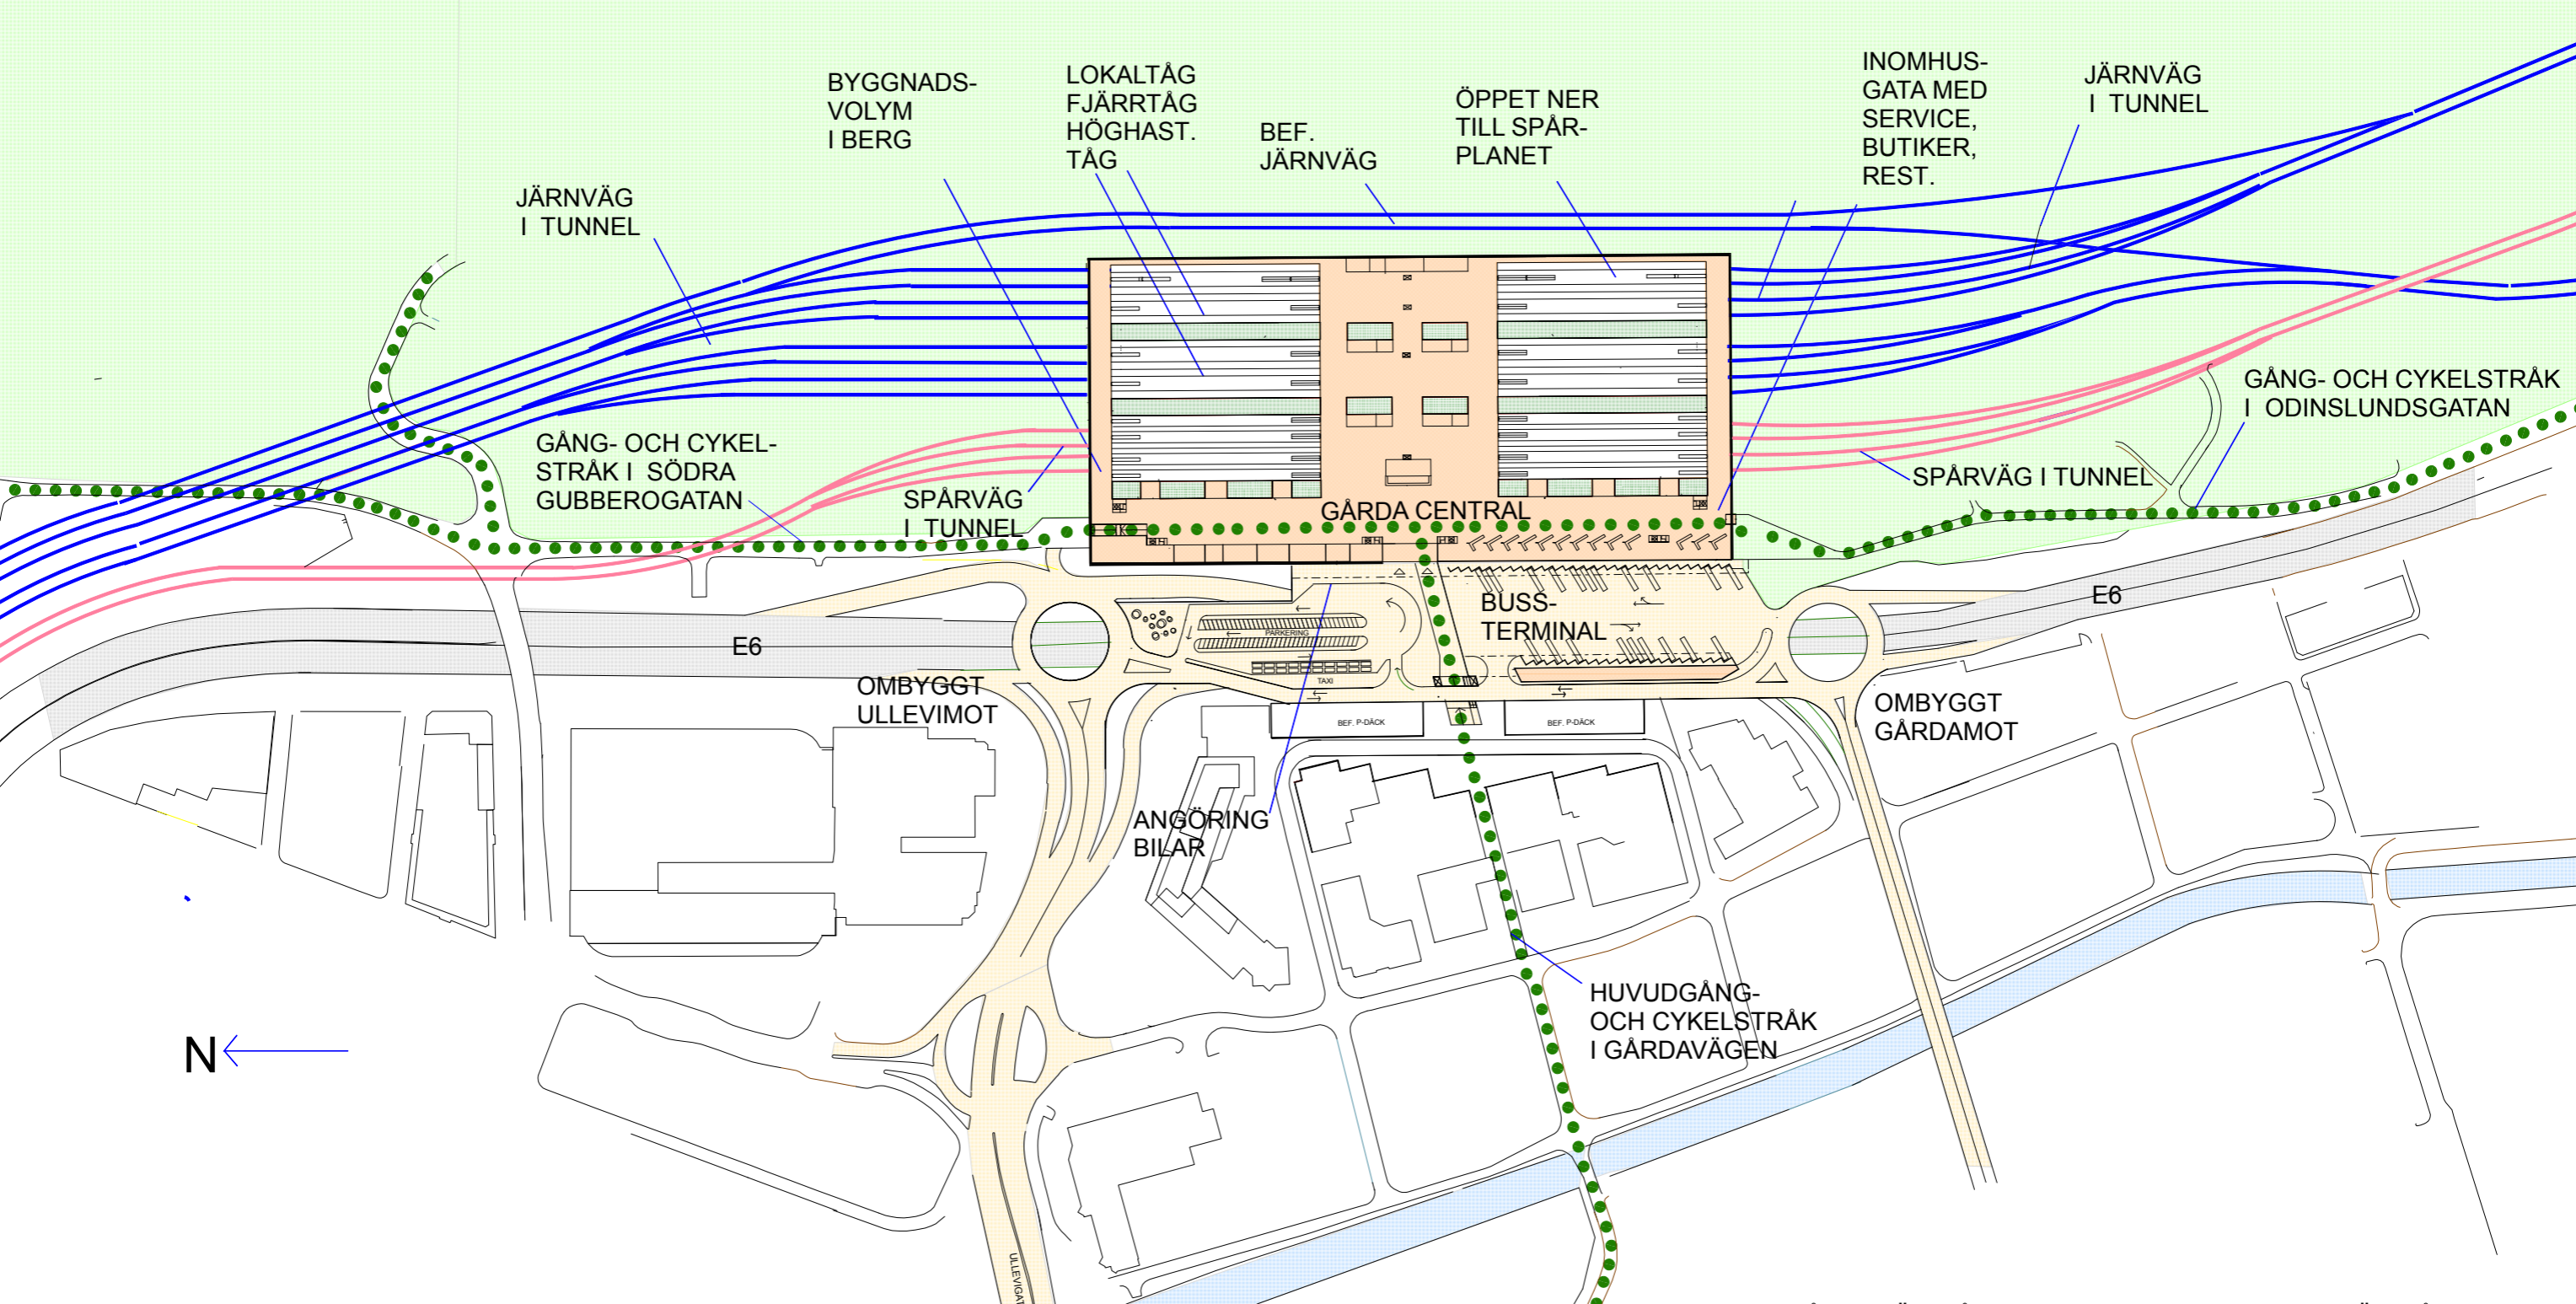 BYGGNADS-
VOLYM
I BERG
LOKALTÅG
FJÄRRTÅG
HÖGHAST.
TÅG
BEF.
JÄRNVÄG
ÖPPET NER
TILL SPÅR-
PLANET
INOMHUS-
GATA MED
SERVICE,
BUTIKER,
REST.
JÄRNVÄG
I TUNNEL
JÄRNVÄG
I TUNNEL
GÅNG- OCH CYKELSTRÅK
I ODINSLUNDSGATAN
GÅNG- OCH CYKEL-
STRÅK I SÖDRA
GUBBEROGATAN
SPÅRVÄG
I TUNNEL
SPÅRVÄG I TUNNEL
GÅRDA CENTRAL
E6
E6
BUSS-
TERMINAL
PARKERING
TAXI
OMBYGGT
ULLEVIMOT
OMBYGGT
GÅRDAMOT
BEF. P-DÄCK
BEF. P-DÄCK
ANGÖRING
BILAR
HUVUDGÅNG-
OCH CYKELSTRÅK
I GÅRDAVÄGEN
N
ULLEVIGAT